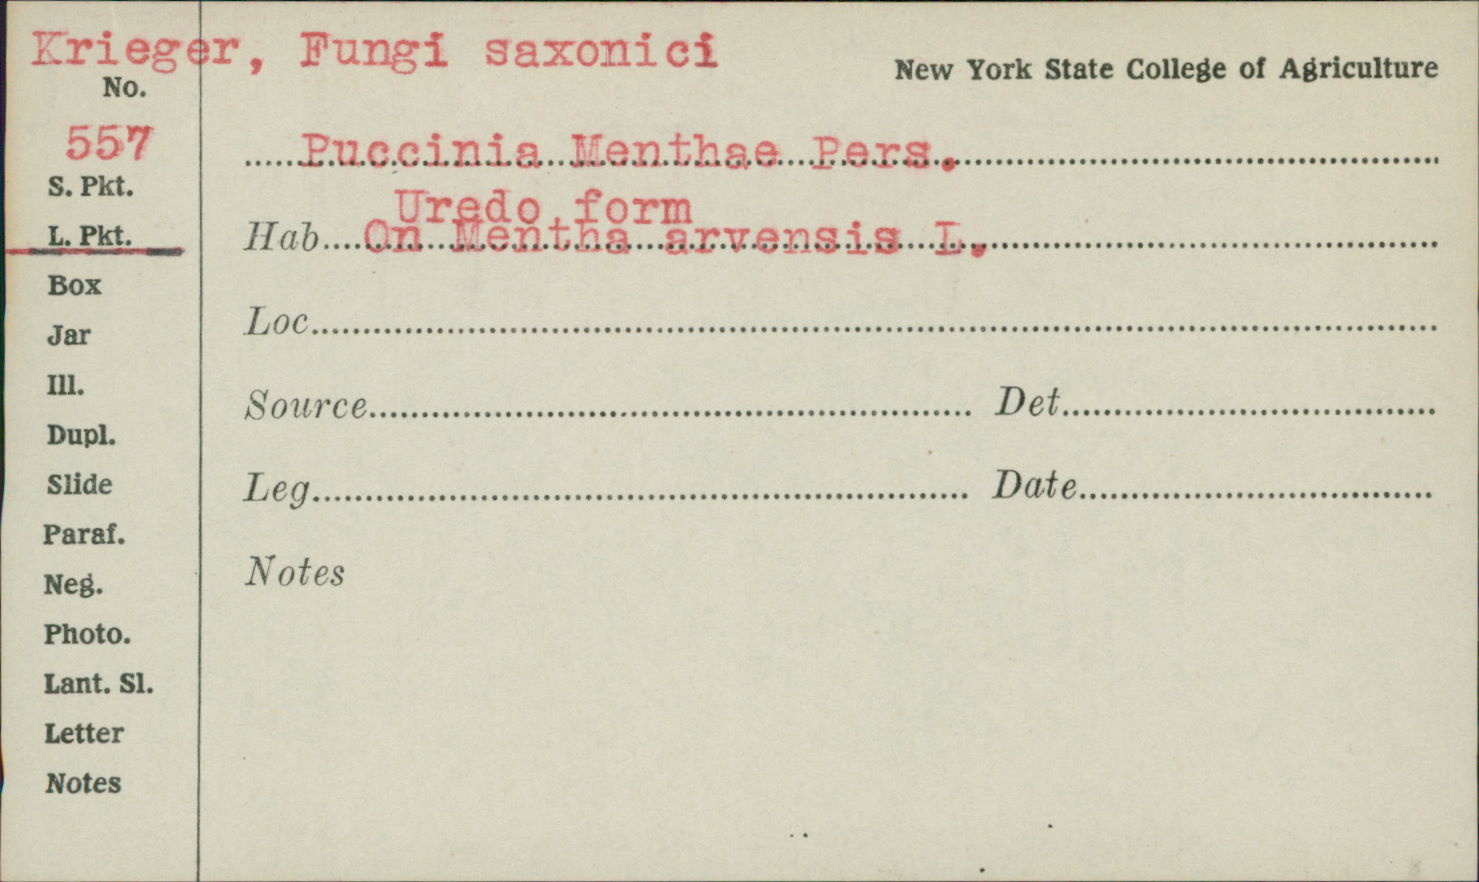 Krieger, Fungi saxonici
New York State College of Agriculture
No.
557
Puccinia Menthae Pers.
S. Pkt.
Uredo form
L. Pkt.
Hab. On Mentha arvensis L.
Box
Jar
Loc.
Ill.
Source
Det.
Dupl.
Slide
Leg.
Date
Paraf.
Neg.
Notes
Photo.
Lant. Sl.
Letter
Notes